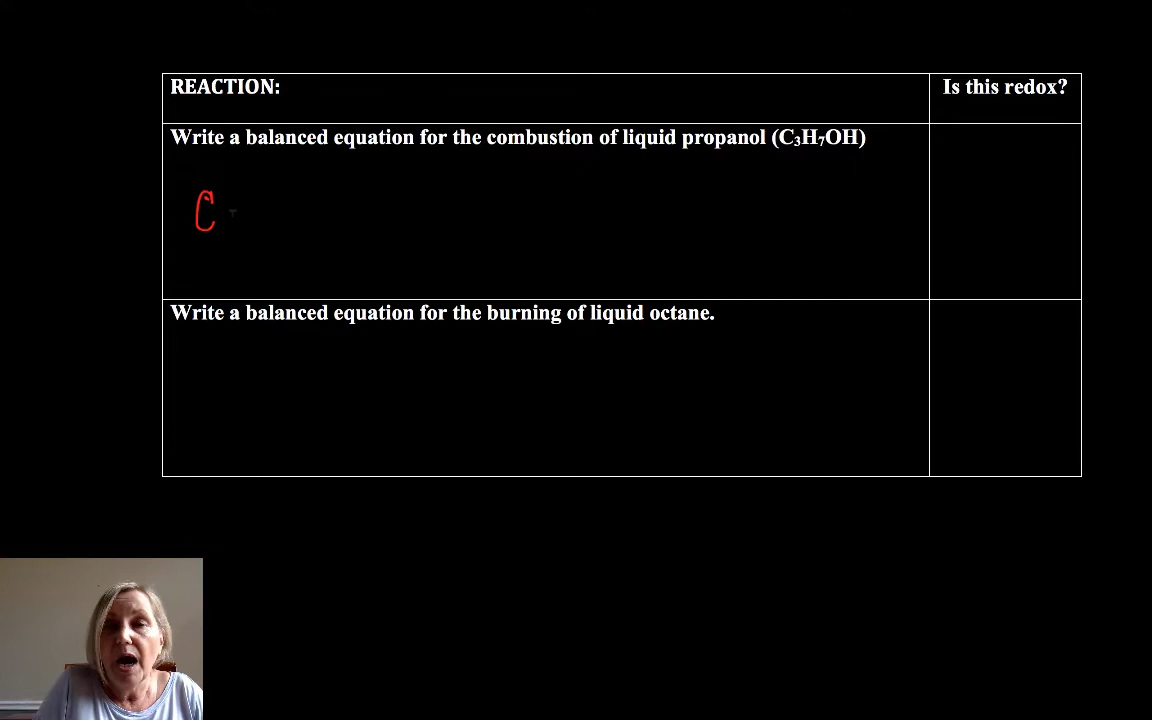 REACTION:
Is this redox?
Write a balanced equation for the combustion of liquid propanol (C₃H₇OH)
C
Write a balanced equation for the burning of liquid octane.